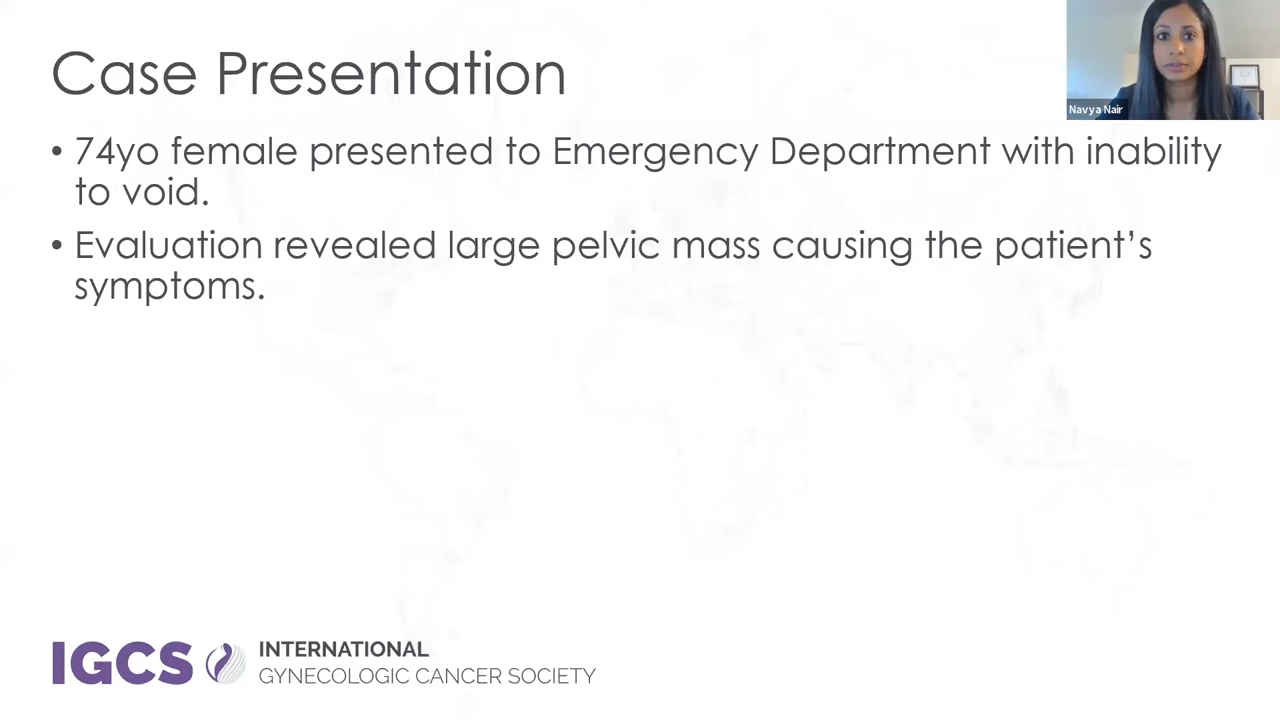 Case Presentation
Navya Nair
• 74yo female presented to Emergency Department with inability
to void.
• Evaluation revealed large pelvic mass causing the patient’s
symptoms.
IGCS
INTERNATIONAL
GYNECOLOGIC CANCER SOCIETY